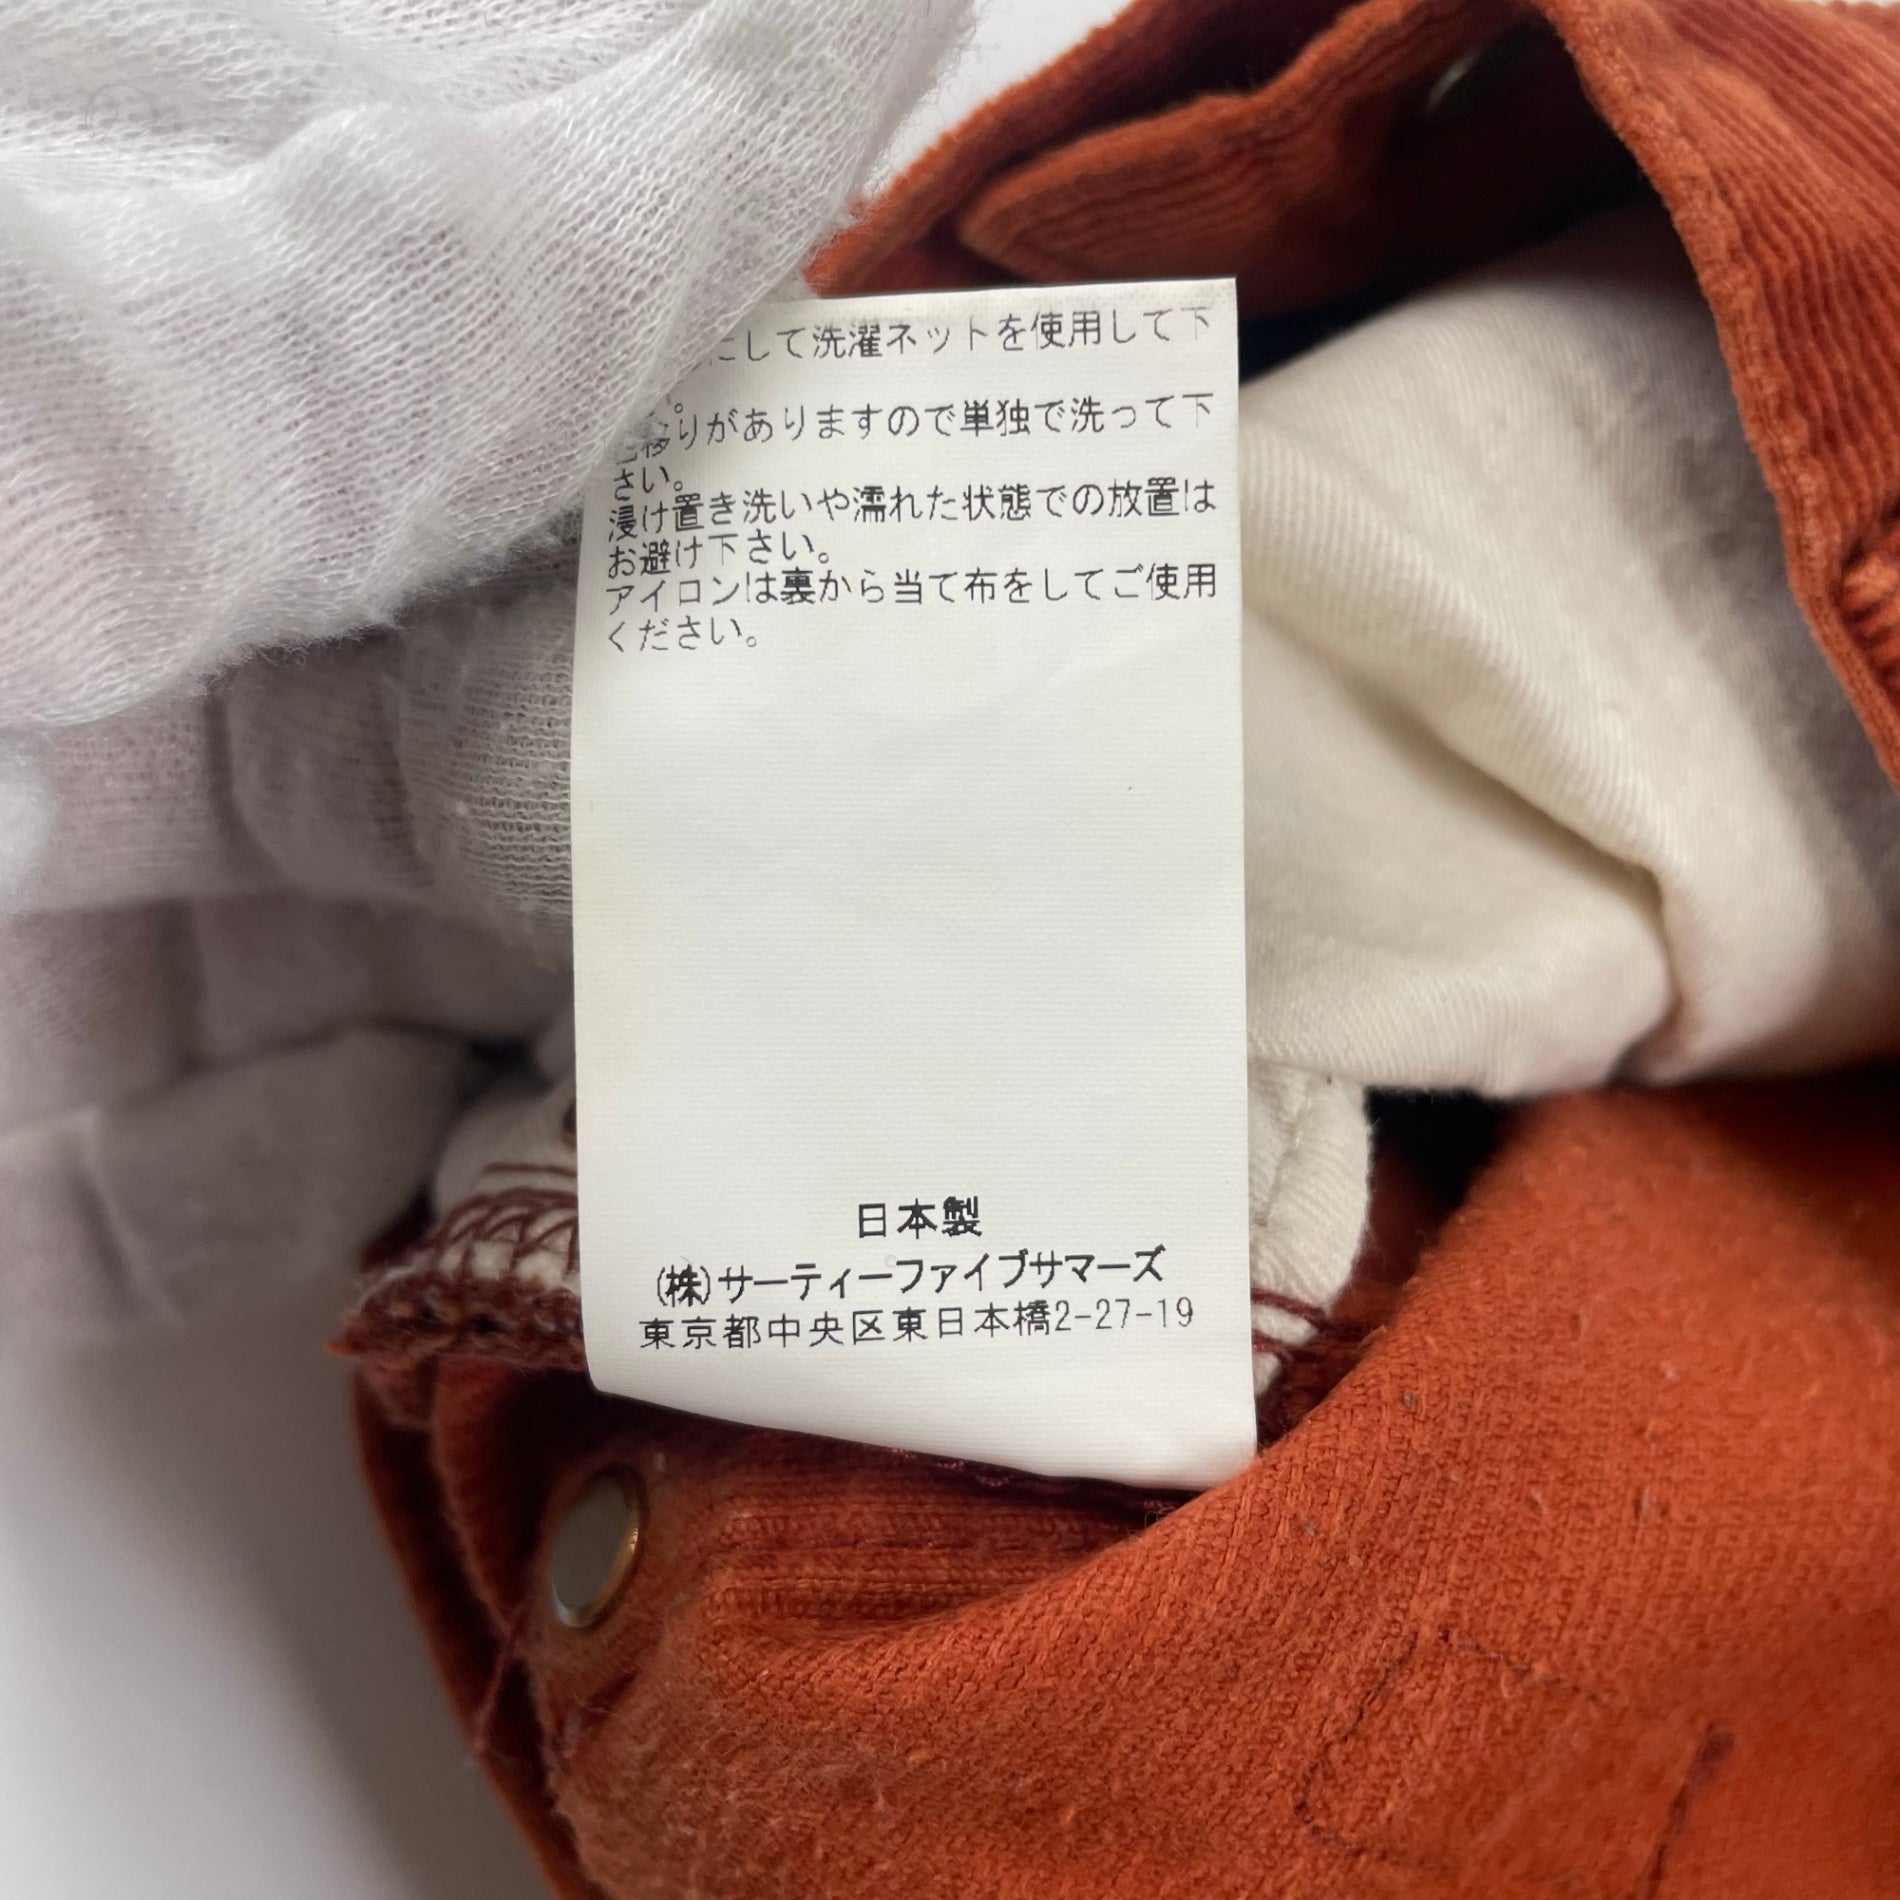 にして洗濯ネットを使用して下
。
移りがありますので単独で洗って下
さい。
浸け置き洗いや濡れた状態での放置は
お避け下さい。
アイロンは裏から当て布をしてご使用
ください。
日本製
(株)サーティーファイブサマーズ
東京都中央区東日本橋2-27-19